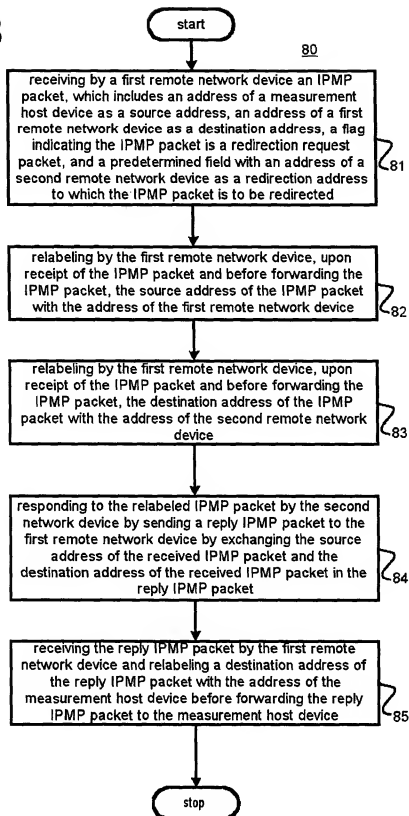 start
80
receiving by a first remote network device an IPMP
packet, which includes an address of a measurement
host device as a source address, an address of a first
remote network device as a destination address, a flag
indicating the IPMP packet is a redirection request
packet, and a predetermined field with an address of a
second remote network device as a redirection address
to which the IPMP packet is to be redirected
81
relabeling by the first remote network device, upon
receipt of the IPMP packet and before forwarding the
IPMP packet, the source address of the IPMP packet
with the address of the first remote network device
82
relabeling by the first remote network device, upon
receipt of the IPMP packet and before forwarding the
IPMP packet, the destination address of the IPMP
packet with the address of the second remote network
device
83
responding to the relabeled IPMP packet by the second
network device by sending a reply IPMP packet to the
first remote network device by exchanging the source
address of the received IPMP packet and the
destination address of the received IPMP packet in the
reply IPMP packet
84
receiving the reply IPMP packet by the first remote
network device and relabeling a destination address of
the reply IPMP packet with the address of the
measurement host device before forwarding the reply
IPMP packet to the measurement host device
85
stop